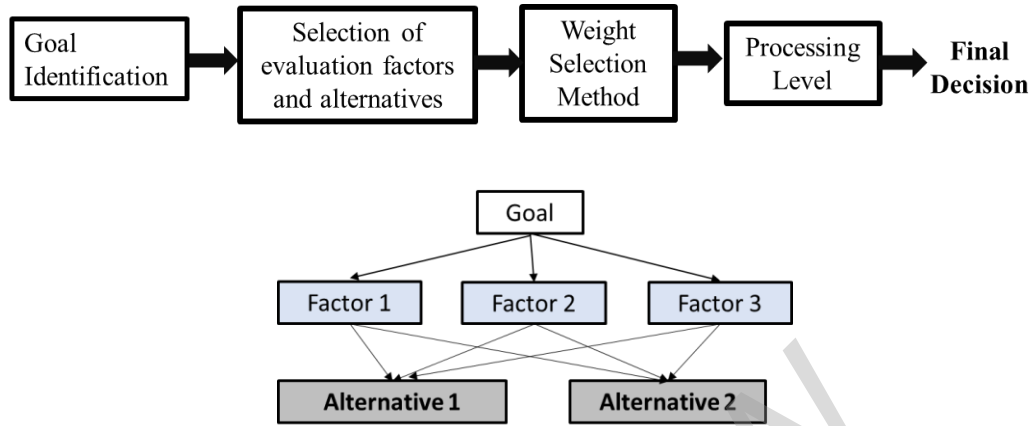 Goal
Identification
Selection of
evaluation factors
and alternatives
Weight
Selection
Method
Processing
Level
Final
Decision
Goal
Factor 1
Factor 2
Factor 3
Alternative 1
Alternative 2